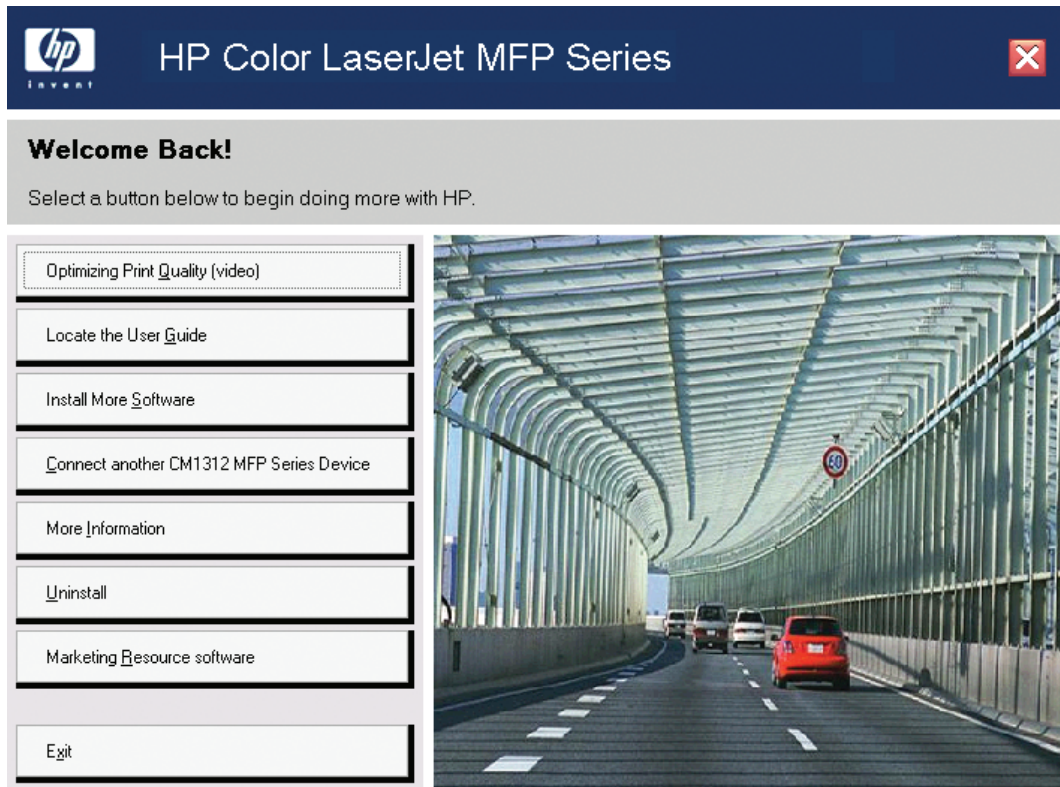 hp
invent
HP Color LaserJet MFP Series
Welcome Back!
Select a button below to begin doing more with HP.
Optimizing Print Quality (video)
Locate the User Guide
Install More Software
Connect another CM1312 MFP Series Device
More Information
Uninstall
Marketing Resource software
Exit
60